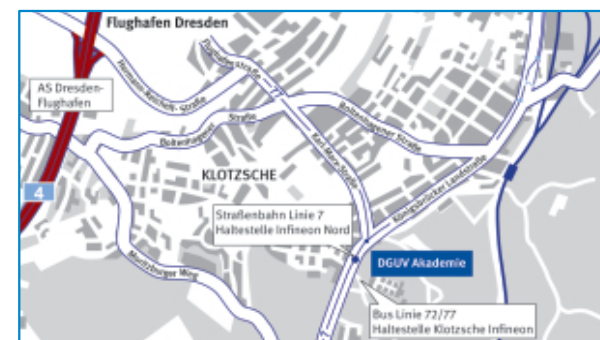 Flughafen Dresden
Flughafenstraße
AS Dresden-
Flughafen
Hermann-Reichelt-Straße
Boltenhagener Straße
Boltenhagener Straße
Karl-Marx-Straße
KLOTZSCHE
Königsbrücker Landstraße
4
Straßenbahn Linie 7
Haltestelle Infineon Nord
DGUV Akademie
Moritzburger Weg
Bus Linie 72/77
Haltestelle Klotzsche Infineon